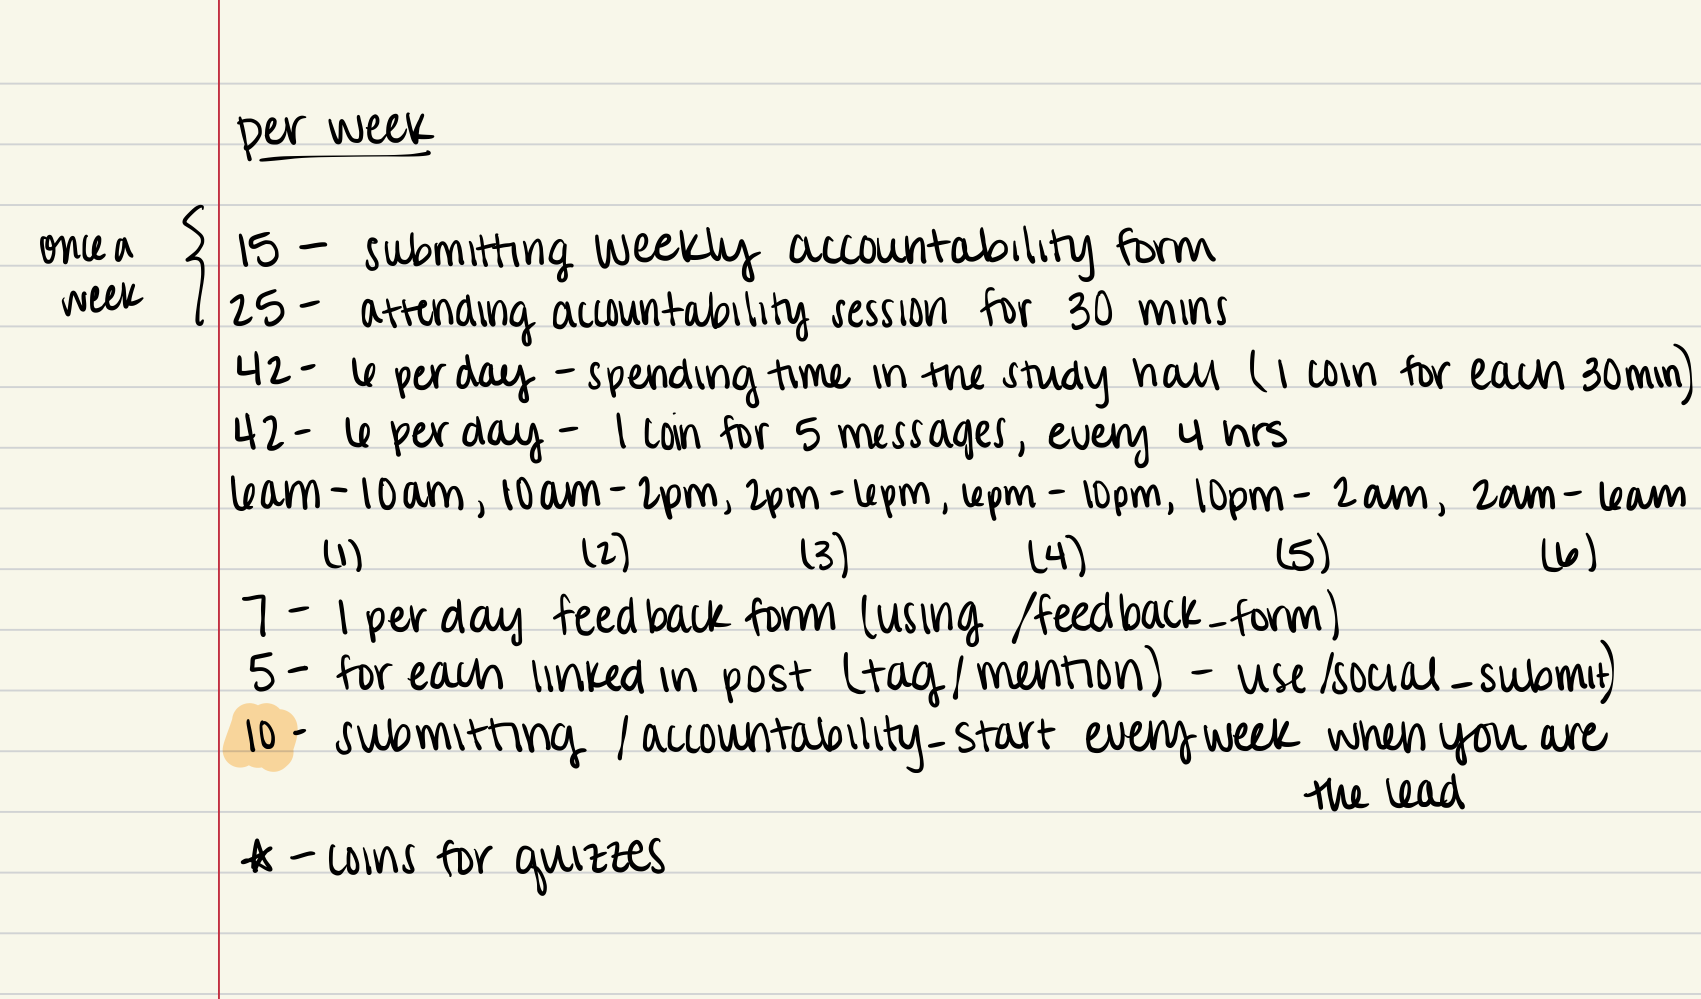 per week
once a
week
15 - submitting weekly accountability form
25 - attending accountability session for 30 mins
42 - 6 per day - spending time in the study hall (1 coin for each 30min)
42 - 6 per day - 1 coin for 5 messages, every 4 hrs
6am - 10am, 10am - 2pm, 2pm - 6pm, 6pm - 10pm, 10pm - 2am, 2am - 6am
(1) (2) (3) (4) (5) (6)
7 - 1 per day feedback form (using /feedback_form)
5 - for each linked in post (tag/mention) - use /social_submit)
10 - submitting /accountability_start every week when you are
the lead
* - coins for quizzes